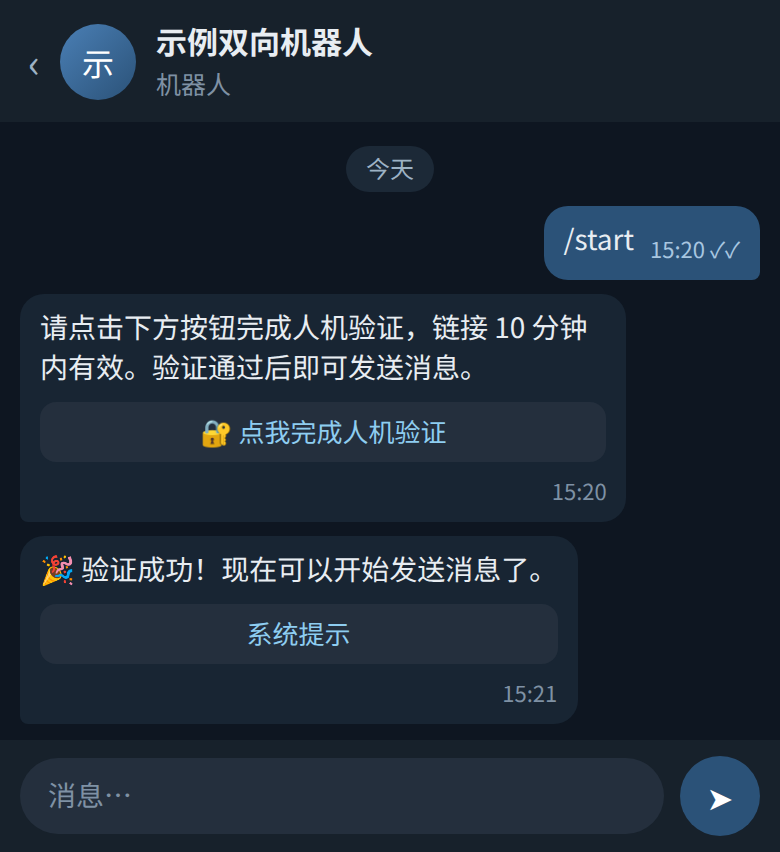 示
示例双向机器人
机器人
今天
/start 15:20 ✓✓
请点击下方按钮完成人机验证，链接 10 分钟
内有效。验证通过后即可发送消息。
🔐 点我完成人机验证
15:20
🎉 验证成功！现在可以开始发送消息了。
系统提示
15:21
消息…